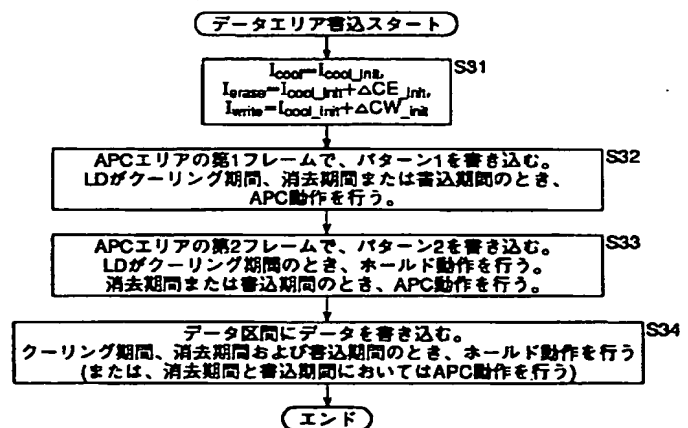 データエリア書込スタート
S31
Icool=Icool_init,
Ierase=Icool_init+△CE_init,
Iwrite=Icool_init+△CW_init
S32
APCエリアの第1フレームで、パターン1を書き込む。
LDがクーリング期間、消去期間または書込期間のとき、
APC動作を行う。
S33
APCエリアの第2フレームで、パターン2を書き込む。
LDがクーリング期間のとき、ホールド動作を行う。
消去期間または書込期間のとき、APC動作を行う。
S34
データ区間にデータを書き込む。
クーリング期間、消去期間および書込期間のとき、ホールド動作を行う
(または、消去期間と書込期間においてはAPC動作を行う)
エンド